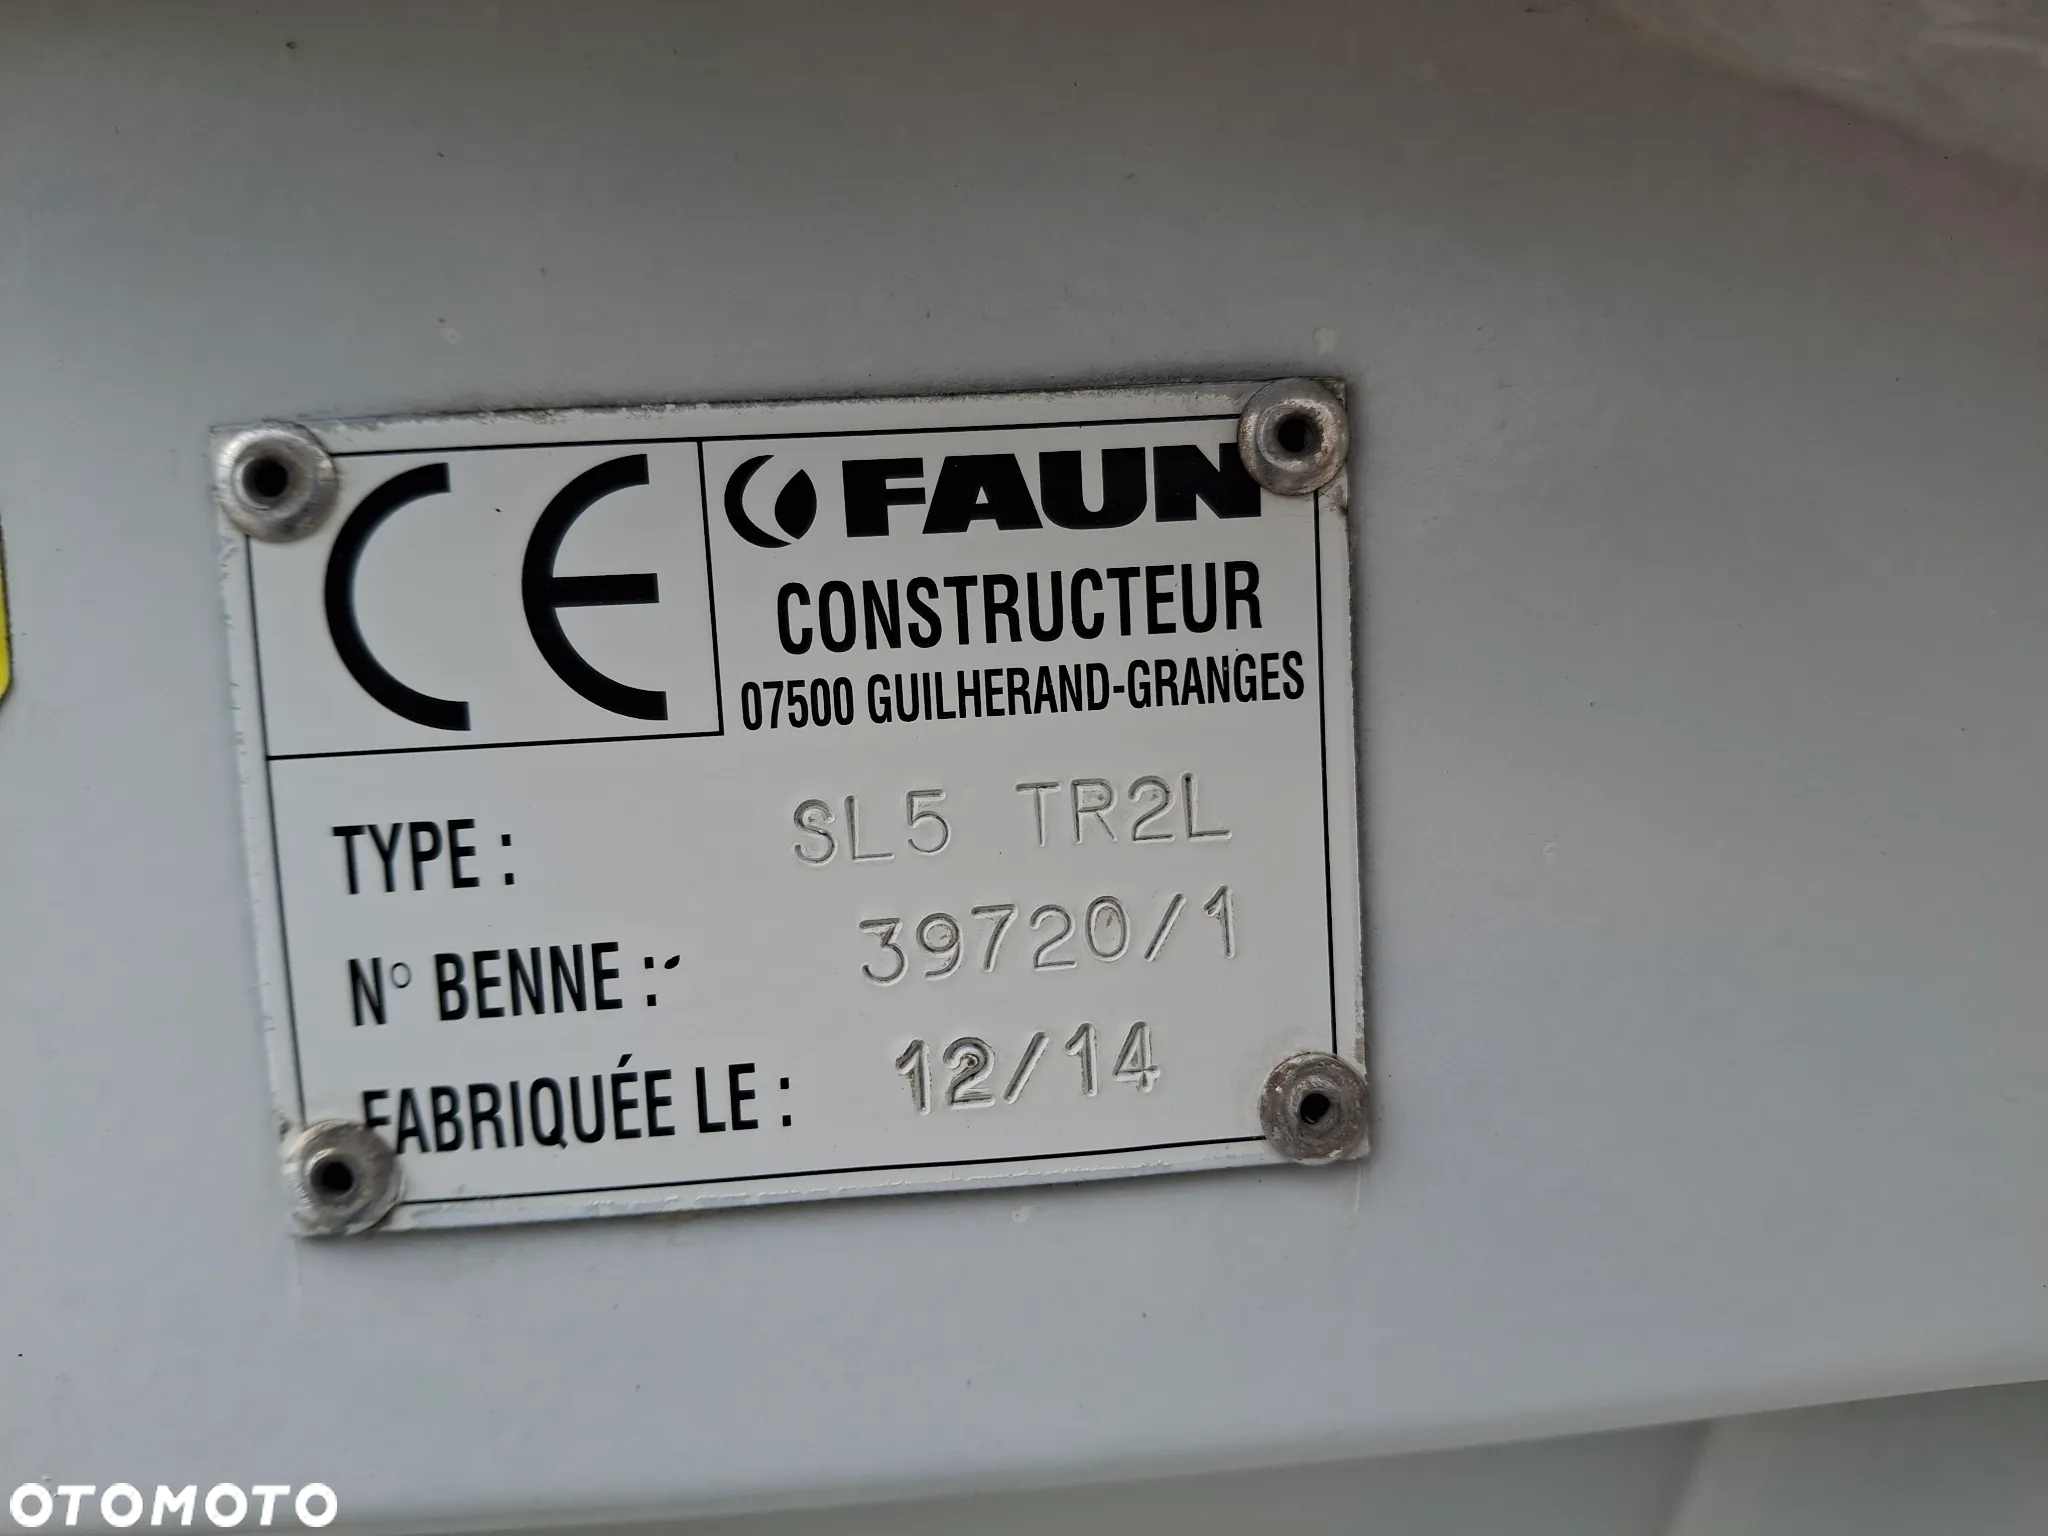 CE
FAUN
CONSTRUCTEUR
07500 GUILHERAND-GRANGES
TYPE : SL5 TR2L
N° BENNE : 39720/1
FABRIQUÉE LE : 12/14
OTOMOTO